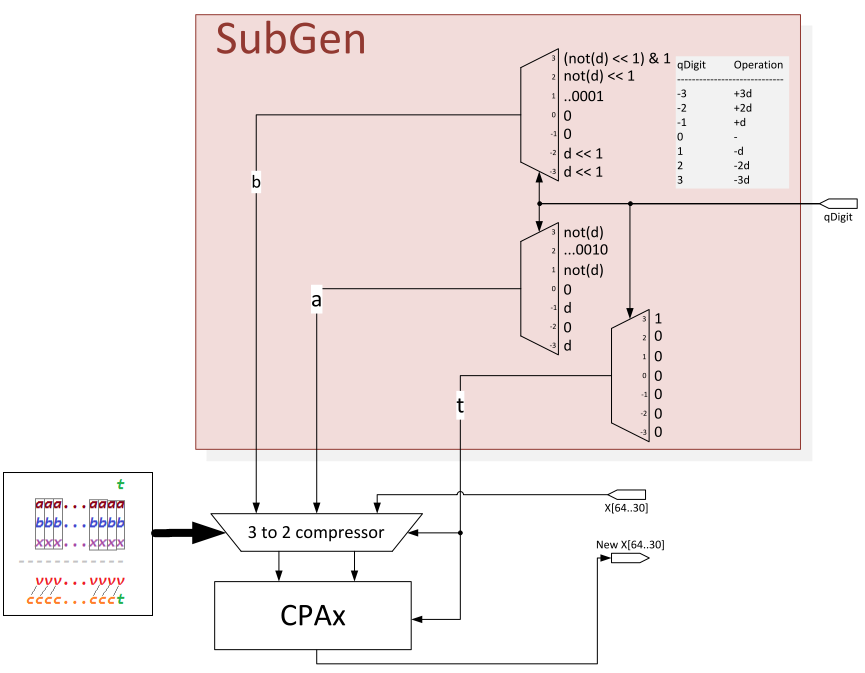 SubGen
3 (not(d) << 1) & 1
2 not(d) << 1
1 ..0001
0 0
-1 0
-2 d << 1
-3 d << 1
qDigit Operation
-----------------------------
-3 +3d
-2 +2d
-1 +d
0 -
1 -d
2 -2d
3 -3d
b
qDigit
3 not(d)
2 ...0010
1 not(d)
0 0
-1 d
-2 0
-3 d
a
3 1
2 0
1 0
0 0
-1 0
-2 0
-3 0
t
t
aaa...aaaa
bbb...bbbb
xxx...xxxx
vvv...vvvv
cccc...ccct
X[64..30]
3 to 2 compressor
New X[64..30]
CPAx